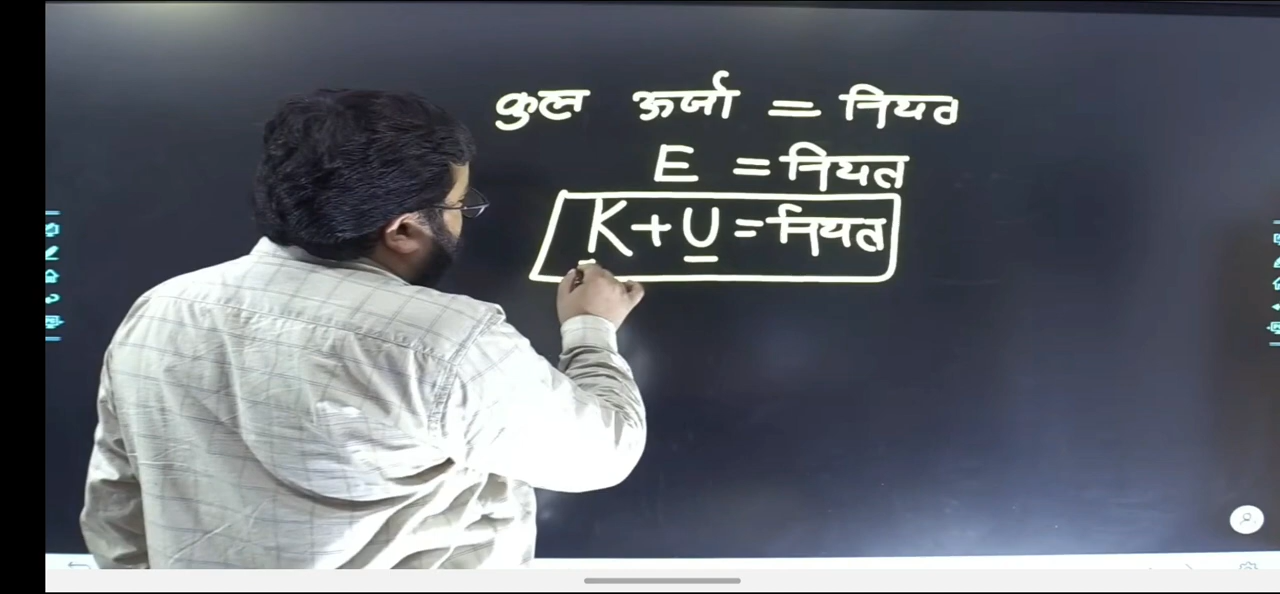 कुल ऊर्जा = नियत
E = नियत
K + U = नियत